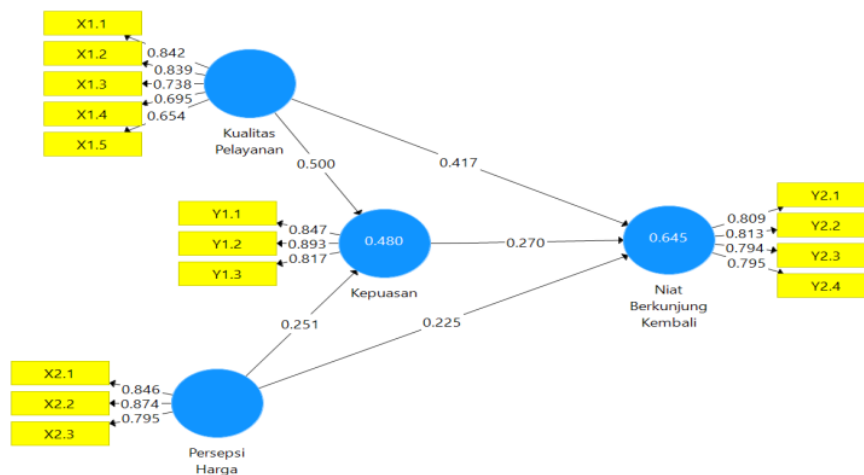 X1.1
X1.2
X1.3
X1.4
X1.5
0.842
0.839
0.738
0.695
0.654
Kualitas
Pelayanan
0.500
0.417
Y1.1
Y1.2
Y1.3
0.847
0.893
0.817
0.480
Kepuasan
0.270
0.645
Niat
Berkunjung
Kembali
0.809
0.813
0.794
0.795
Y2.1
Y2.2
Y2.3
Y2.4
0.251
0.225
X2.1
X2.2
X2.3
0.846
0.874
0.795
Persepsi
Harga